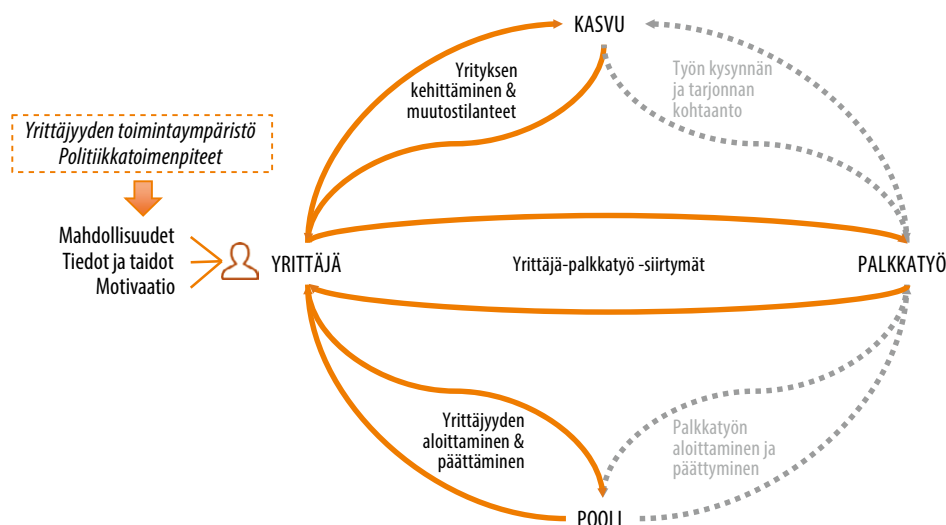 KASVU
Yrityksen
kehittäminen &
muutostilanteet
Työn kysynnän
ja tarjonnan
kohtaanto
Yrittäjyyden toimintaympäristö
Politiikkatoimenpiteet
Mahdollisuudet
Tiedot ja taidot
Motivaatio
YRITTÄJÄ
Yrittäjä-palkkatyö -siirtymät
PALKKATYÖ
Yrittäjyyden
aloittaminen &
päättäminen
Palkkatyön
aloittaminen ja
päättyminen
POOLI